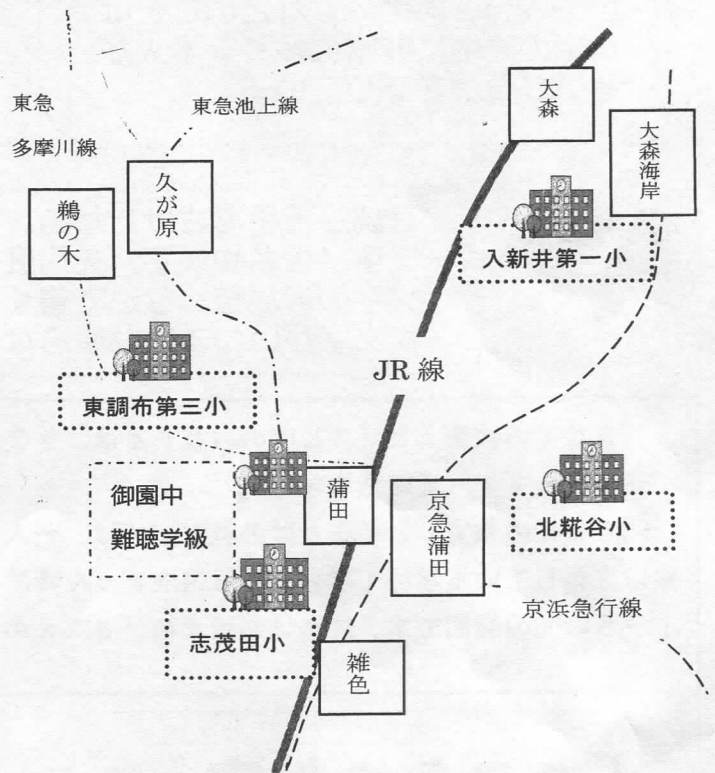 東急
多摩川線
東急池上線
大森
大森海岸
久が原
鵜の木
入新井第一小
JR 線
東調布第三小
御園中
難聴学級
蒲田
京急蒲田
北糀谷小
京浜急行線
志茂田小
雑色